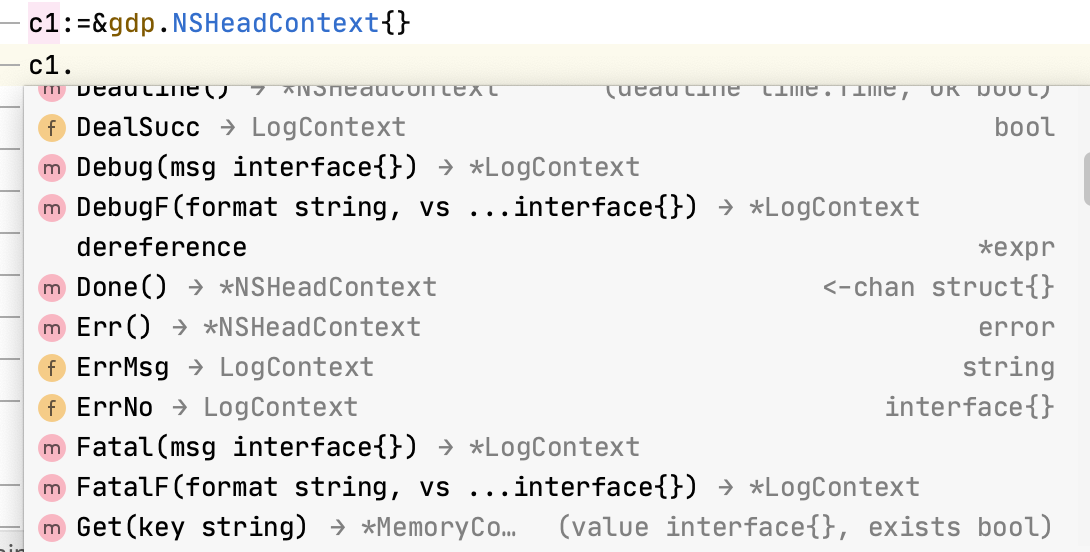 c1:=&gdp.NSHeadContext{}
c1.
m Deadline() → *NSHeadContext (deadline time.Time, ok bool)
f DealSucc → LogContext bool
m Debug(msg interface{}) → *LogContext
m DebugF(format string, vs ...interface{}) → *LogContext
dereference *expr
m Done() → *NSHeadContext <-chan struct{}
m Err() → *NSHeadContext error
f ErrMsg → LogContext string
f ErrNo → LogContext interface{}
m Fatal(msg interface{}) → *LogContext
m FatalF(format string, vs ...interface{}) → *LogContext
m Get(key string) → *MemoryCo… (value interface{}, exists bool)